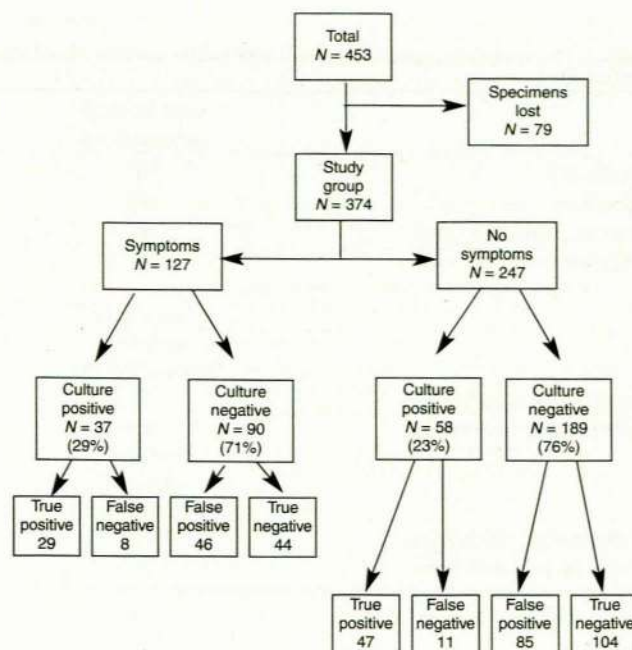 Total
N = 453
Specimens
lost
N = 79
Study
group
N = 374
Symptoms
N = 127
No
symptoms
N = 247
Culture
positive
N = 37
(29%)
Culture
negative
N = 90
(71%)
Culture
positive
N = 58
(23%)
Culture
negative
N = 189
(76%)
True
positive
29
False
negative
8
False
positive
46
True
negative
44
True
positive
47
False
negative
11
False
positive
85
True
negative
104